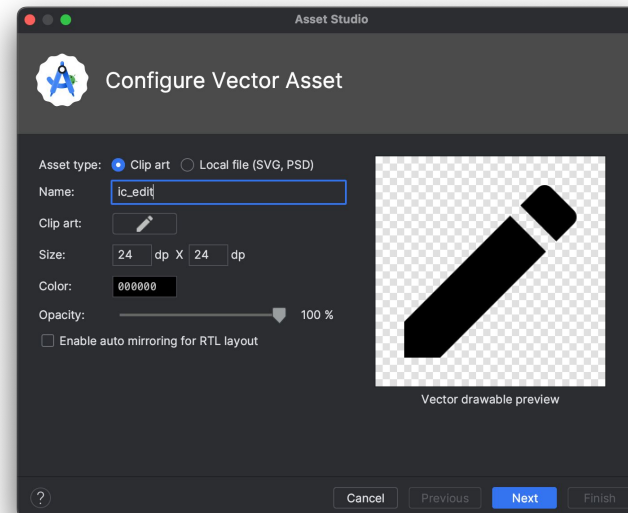 Asset Studio
Configure Vector Asset
Asset type: Clip art Local file (SVG, PSD)
Name: ic_edit
Clip art:
Size: 24 dp X 24 dp
Color: 000000
Opacity: 100 %
Enable auto mirroring for RTL layout
Vector drawable preview
? Cancel Previous Next Finish